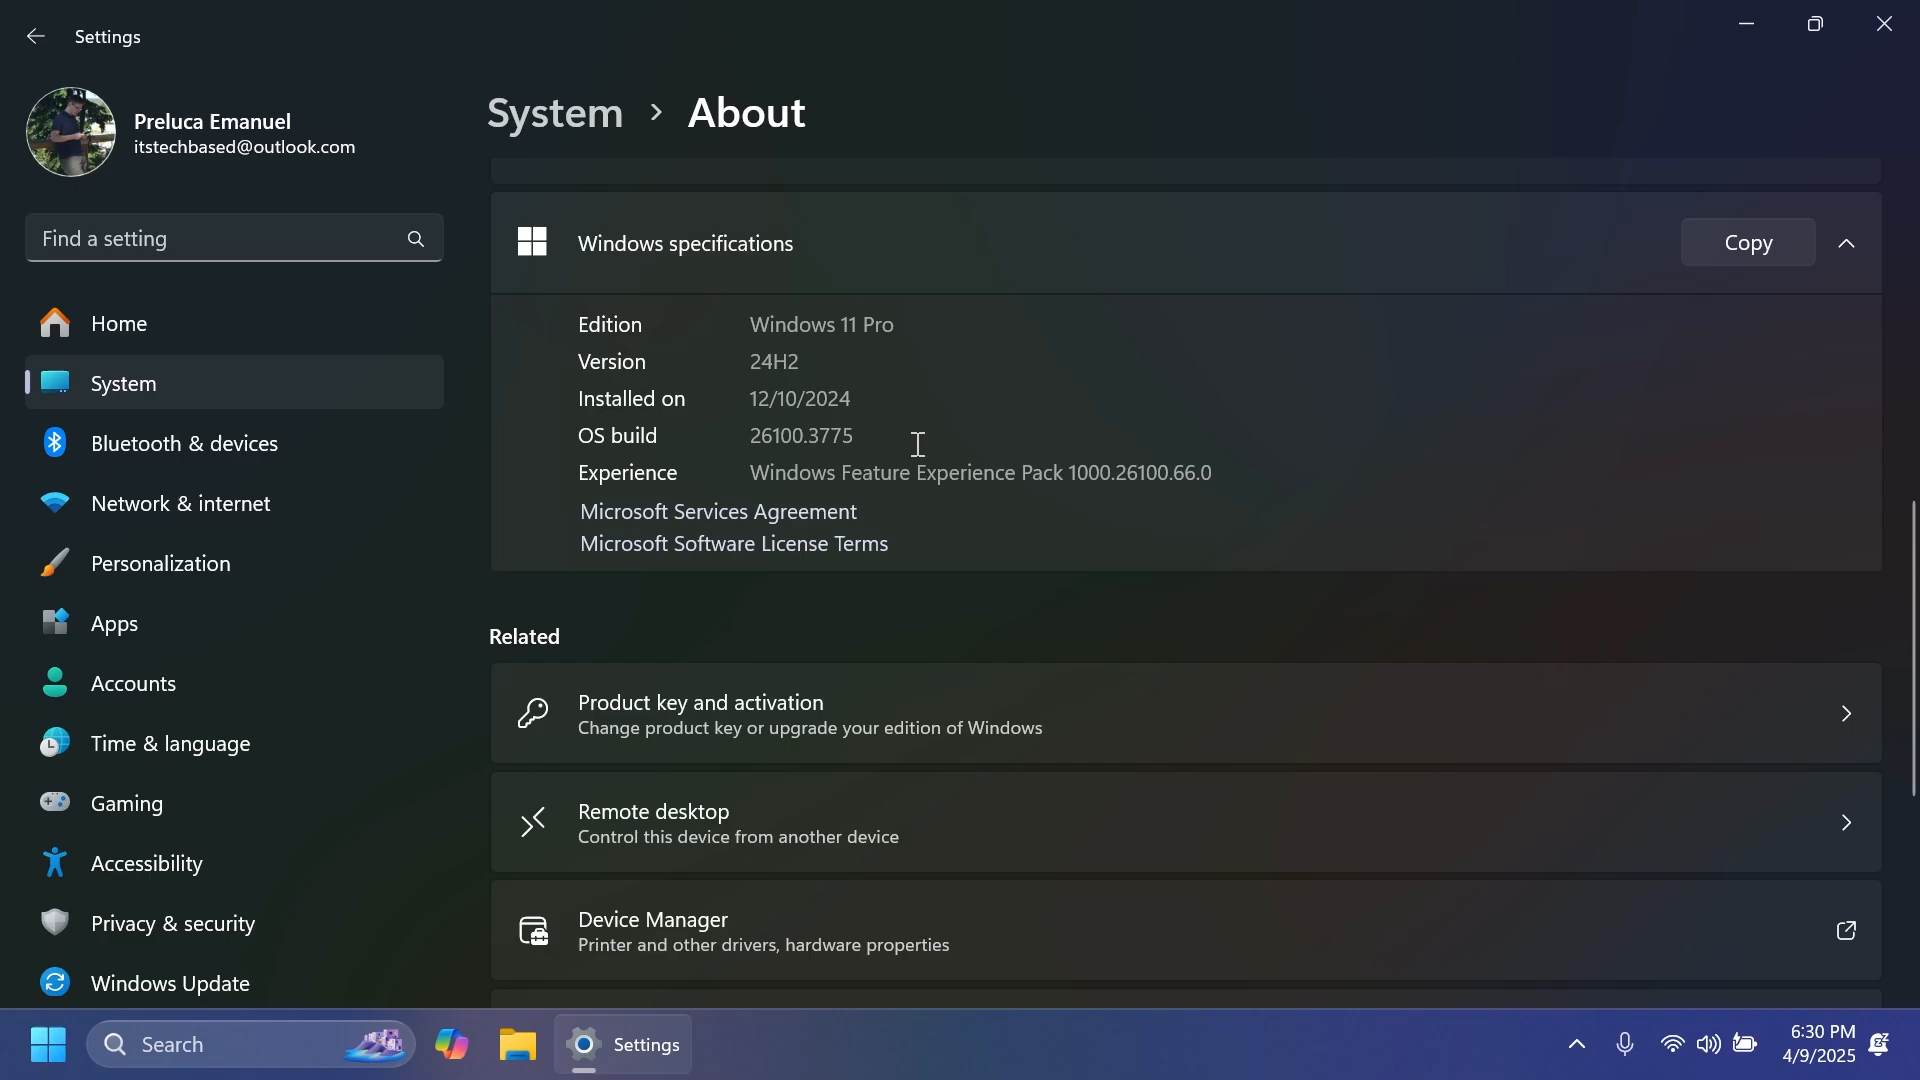 Settings
Preluca Emanuel
itstechbased@outlook.com
Find a setting
Home
System
Bluetooth & devices
Network & internet
Personalization
Apps
Accounts
Time & language
Gaming
Accessibility
Privacy & security
Windows Update
System > About
Windows specifications
Copy
Edition Windows 11 Pro
Version 24H2
Installed on 12/10/2024
OS build 26100.3775
Experience Windows Feature Experience Pack 1000.26100.66.0
Microsoft Services Agreement
Microsoft Software License Terms
Related
Product key and activation
Change product key or upgrade your edition of Windows
Remote desktop
Control this device from another device
Device Manager
Printer and other drivers, hardware properties
Search
Settings
6:30 PM
4/9/2025